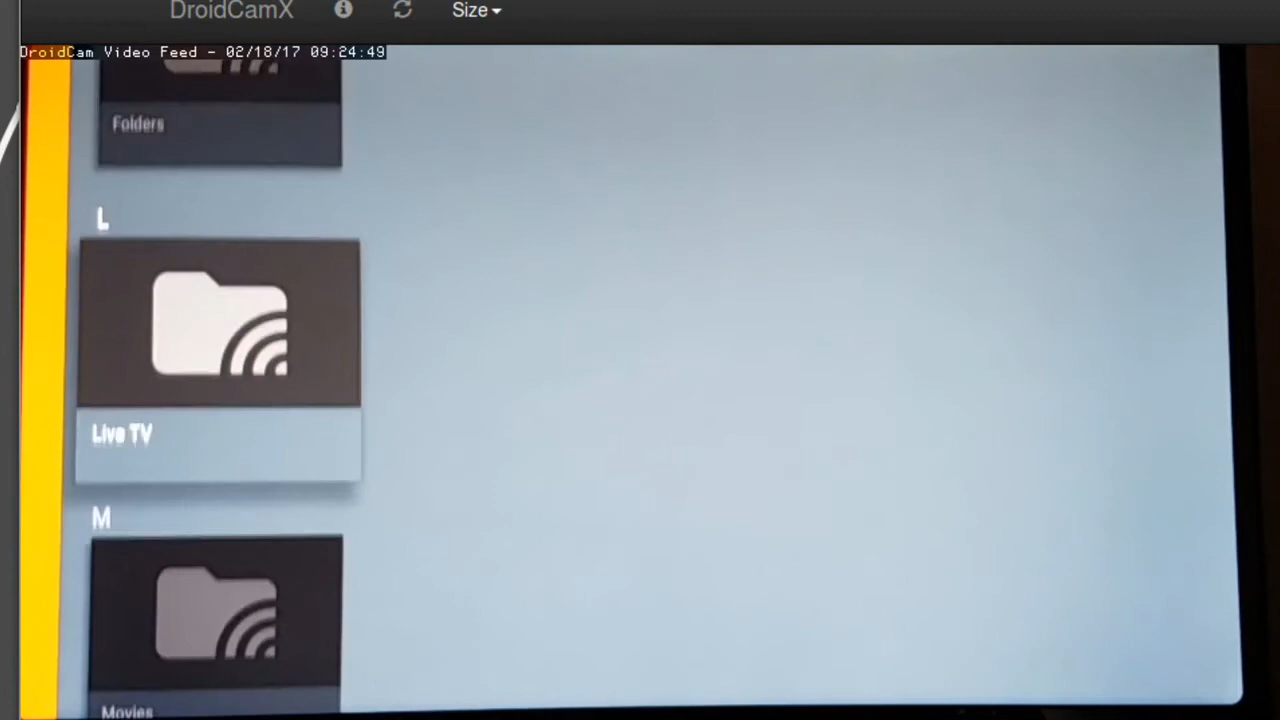 DroidCamX
Size
DroidCam Video Feed - 02/18/17 09:24:49
Folders
L
Live TV
M
Movies